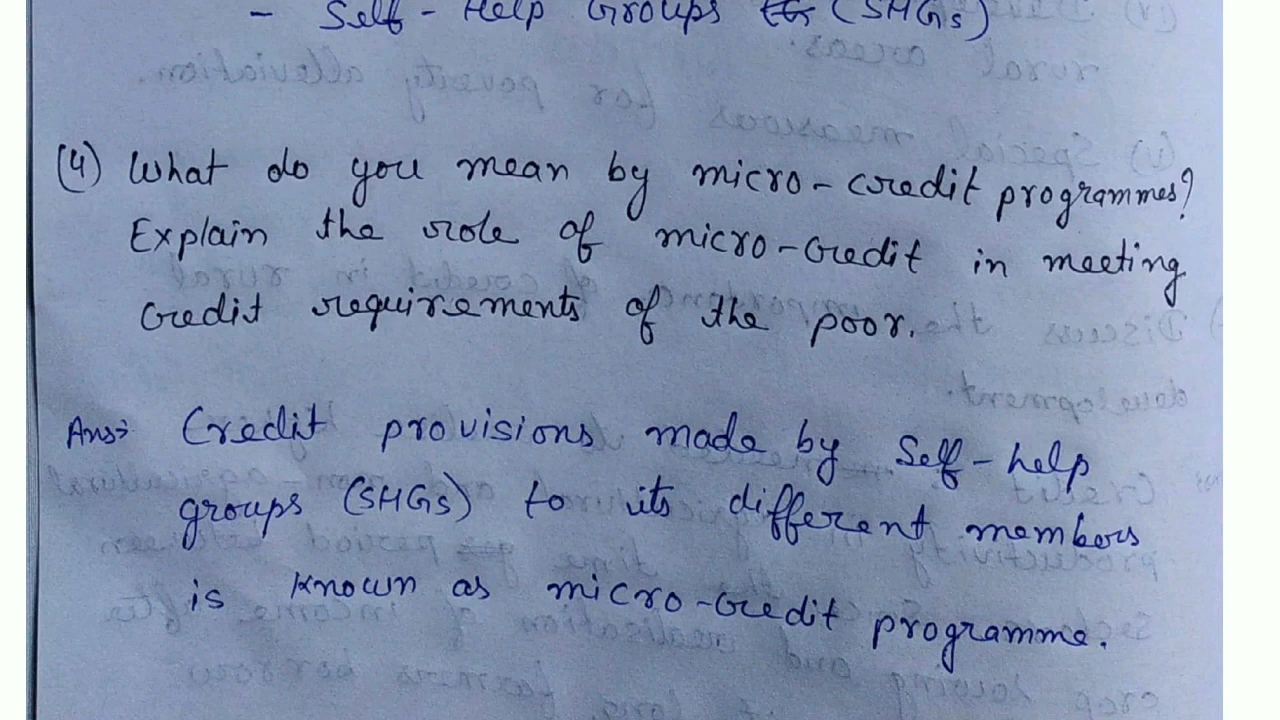 - Self-Help Groups (SHGs)
(4) What do you mean by micro-credit programmes?
Explain the role of micro-credit in meeting
credit requirements of the poor.
Ans:→ Credit provisions made by Self-help
groups (SHGs) to its different members
is known as micro-credit programme.